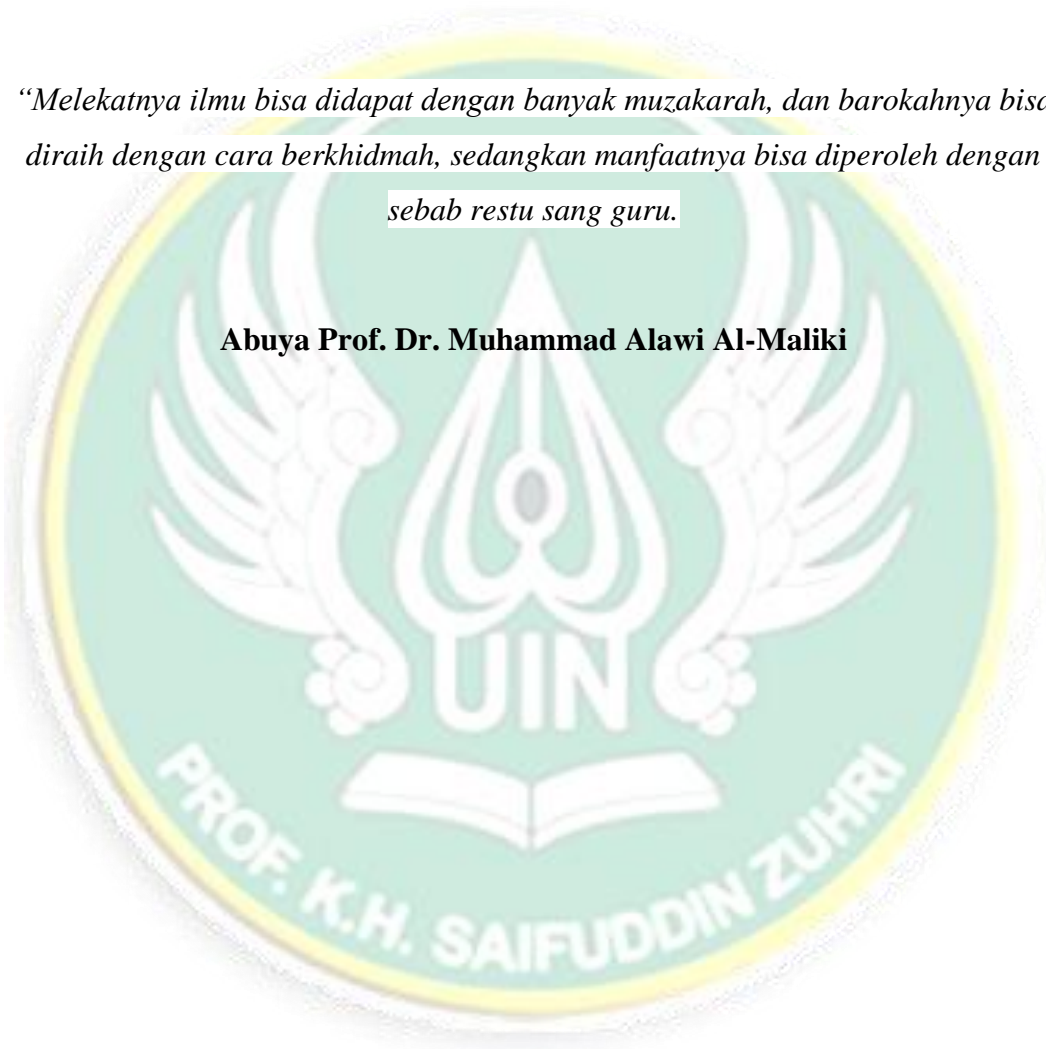 “Melekatnya ilmu bisa didapat dengan banyak muzakarah, dan barokahnya bisa
diraih dengan cara berkhidmah, sedangkan manfaatnya bisa diperoleh dengan
sebab restu sang guru.
Abuya Prof. Dr. Muhammad Alawi Al-Maliki
UIN
PROF. K.H. SAIFUDDIN ZUHRI